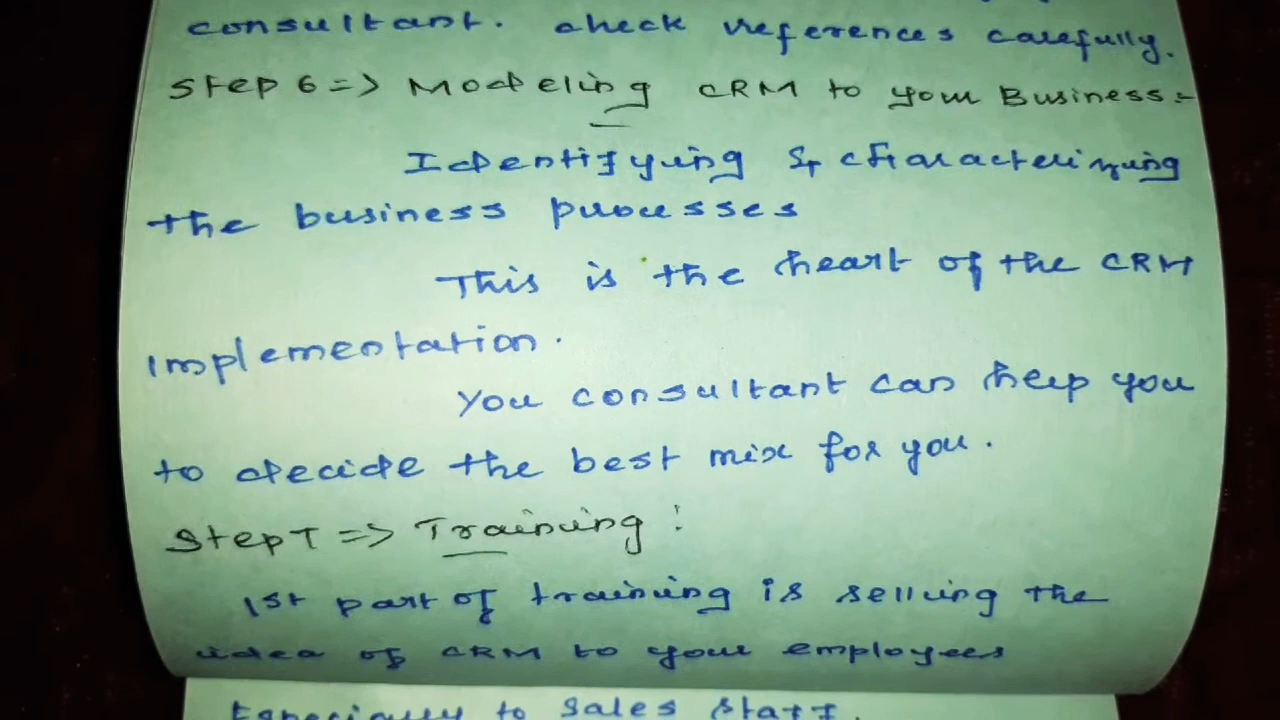 consultant. check references carefully.
Step 6 => Modeling CRM to your Business :-
Identifying & characterizing
the business processes
This is the heart of the CRM
implementation.
You consultant can help you
to decide the best mix for you.
Step 7 => Training :
1st part of training is selling the
idea of CRM to your employees
Especially to sales staff.